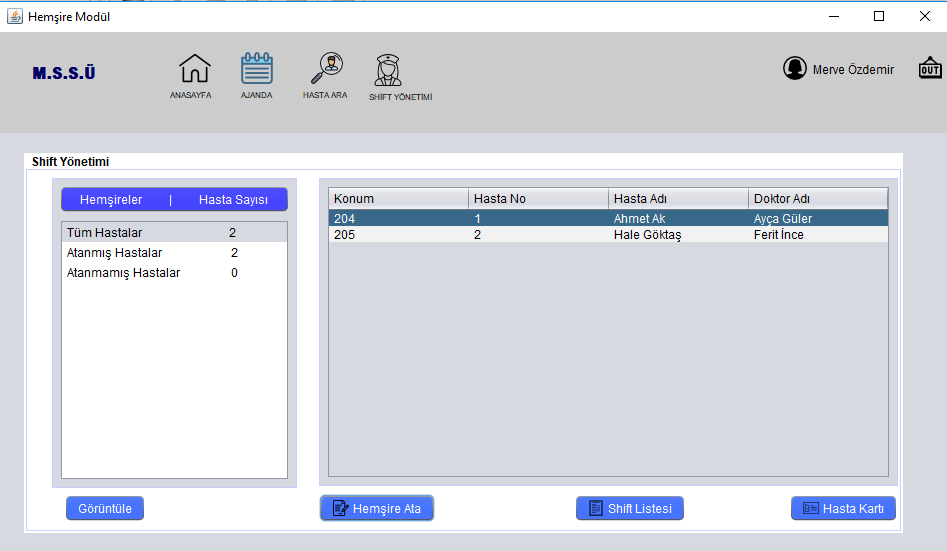 Hemşire Modül
M.S.S.Ü
ANASAYFA
AJANDA
HASTA ARA
SHİFT YÖNETİMİ
Merve Özdemir
OUT
Shift Yönetimi
Hemşireler | Hasta Sayısı
Tüm Hastalar 2
Atanmış Hastalar 2
Atanmamış Hastalar 0
Konum Hasta No Hasta Adı Doktor Adı
204 1 Ahmet Ak Ayça Güler
205 2 Hale Göktaş Ferit İnce
Görüntüle
Hemşire Ata
Shift Listesi
Hasta Kartı